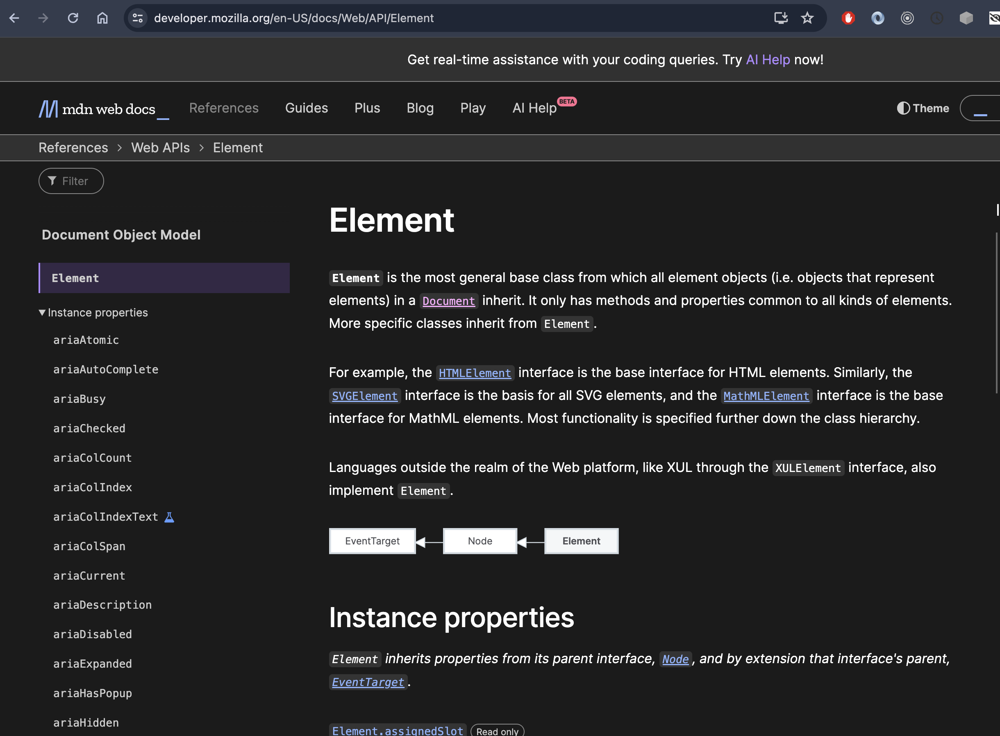 developer.mozilla.org/en-US/docs/Web/API/Element
Get real-time assistance with your coding queries. Try AI Help now!
mdn web docs_
References
Guides
Plus
Blog
Play
AI Help BETA
Theme
References > Web APIs > Element
Filter
Document Object Model
Element
Instance properties
ariaAtomic
ariaAutoComplete
ariaBusy
ariaChecked
ariaColCount
ariaColIndex
ariaColIndexText
ariaColSpan
ariaCurrent
ariaDescription
ariaDisabled
ariaExpanded
ariaHasPopup
ariaHidden
Element
Element is the most general base class from which all element objects (i.e. objects that represent
elements) in a Document inherit. It only has methods and properties common to all kinds of elements.
More specific classes inherit from Element.
For example, the HTMLElement interface is the base interface for HTML elements. Similarly, the
SVGElement interface is the basis for all SVG elements, and the MathMLElement interface is the base
interface for MathML elements. Most functionality is specified further down the class hierarchy.
Languages outside the realm of the Web platform, like XUL through the XULElement interface, also
implement Element.
EventTarget
Node
Element
Instance properties
Element inherits properties from its parent interface, Node, and by extension that interface's parent,
EventTarget.
Element.assignedSlot Read only